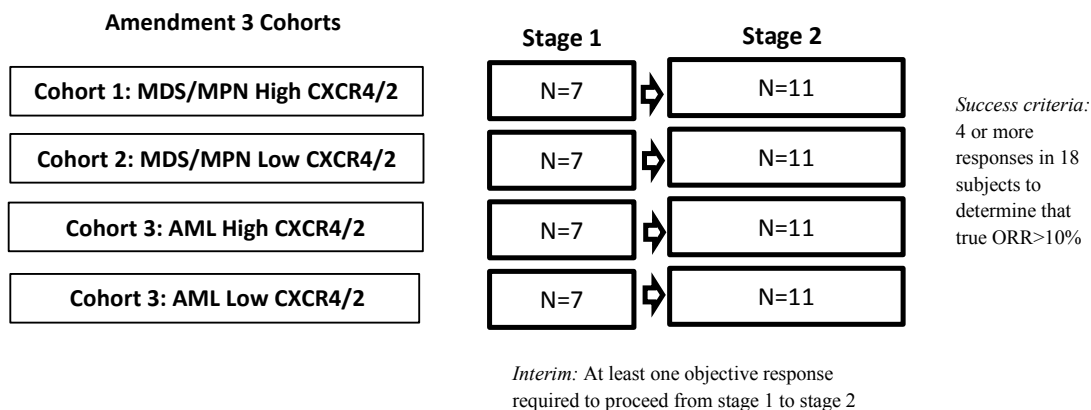 Amendment 3 Cohorts
Stage 1
Stage 2
Cohort 1: MDS/MPN High CXCR4/2
N=7
N=11
Cohort 2: MDS/MPN Low CXCR4/2
N=7
N=11
Cohort 3: AML High CXCR4/2
N=7
N=11
Cohort 3: AML Low CXCR4/2
N=7
N=11
Success criteria:
4 or more
responses in 18
subjects to
determine that
true ORR>10%
Interim: At least one objective response
required to proceed from stage 1 to stage 2